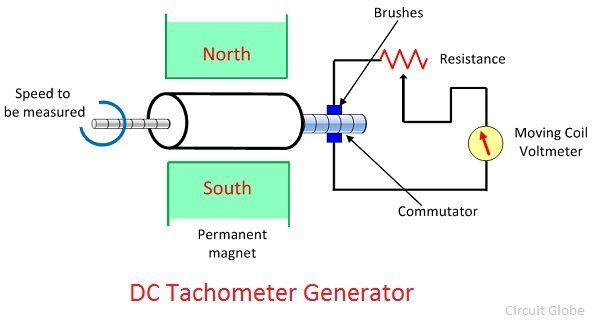 Brushes
North
Resistance
Speed to
be measured
Moving Coil
Voltmeter
South
Commutator
Permanent
magnet
DC Tachometer Generator
Circuit Globe